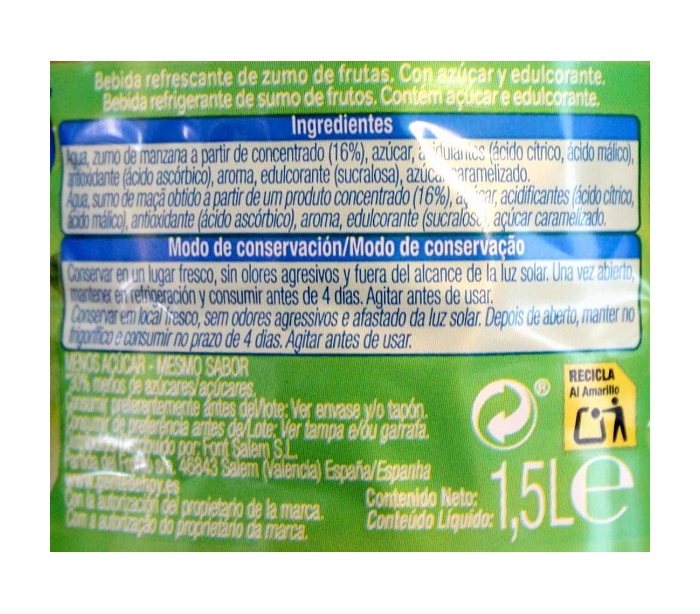 Bebida refrescante de zumo de frutas. Con azúcar y edulcorante.
Bebida refrigerante de sumo de frutos. Contém açúcar e edulcorante.
Ingredientes
Agua, zumo de manzana a partir de concentrado (16%), azúcar, acidulantes (ácido cítrico, ácido málico),
antioxidante (ácido ascórbico), aroma, edulcorante (sucralosa), azúcar caramelizado.
Agua, sumo de maçã obtido a partir de um produto concentrado (16%), açúcar, acidificantes (ácido cítrico,
ácido málico), antioxidante (ácido ascórbico), aroma, edulcorante (sucralose), açúcar caramelizado.
Modo de conservación/Modo de conservação
Conservar en un lugar fresco, sin olores agresivos y fuera del alcance de la luz solar. Una vez abierto,
mantener en refrigeración y consumir antes de 4 días. Agitar antes de usar.
Conservar em local fresco, sem odores agressivos e afastado da luz solar. Depois de aberto, manter no
frigorífico e consumir no prazo de 4 dias. Agitar antes de usar.
MENOS AÇÚCAR - MESMO SABOR
menos de azúcares/açúcares.
Consumir preferentemente antes del/lote: Ver envase y/o tapón.
Consumir de preferência antes de/Lote: Ver tampa e/ou garrafa.
por: Font Salem S.L.
46843 Salem (Valencia) España/Espanha
Con la autorización del propietario de la marca.
Com a autorização do proprietário da marca.
Contenido Neto:
Conteúdo Líquido: 1,5L e
®
RECICLA
Al Amarillo